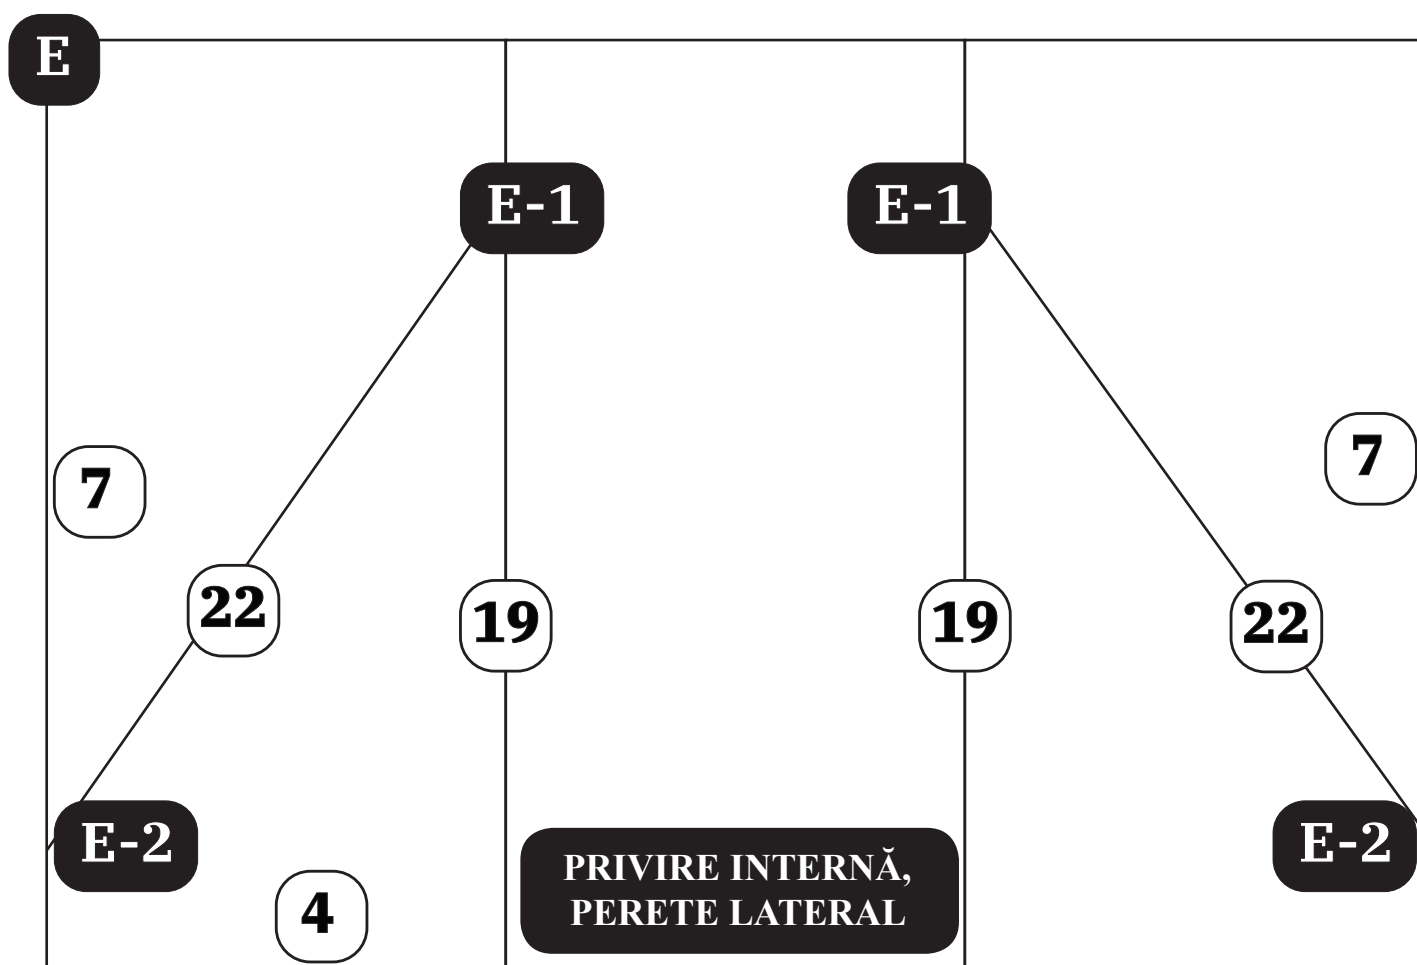 E
E-1
E-1
7
7
22
19
19
22
E-2
E-2
PRIVIRE INTERNĂ,
PERETE LATERAL
4